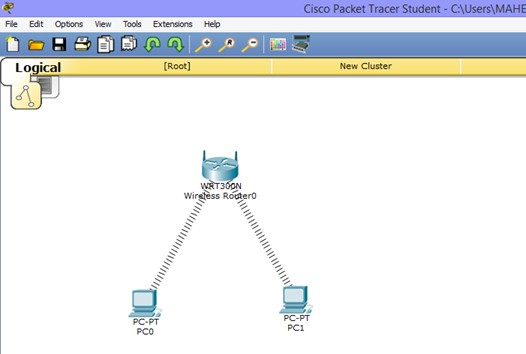 Cisco Packet Tracer Student - C:\Users\MAHE
File Edit Options View Tools Extensions Help
Logical [Root] New Cluster
WRT300N
Wireless Router0
PC-PT
PC0
PC-PT
PC1